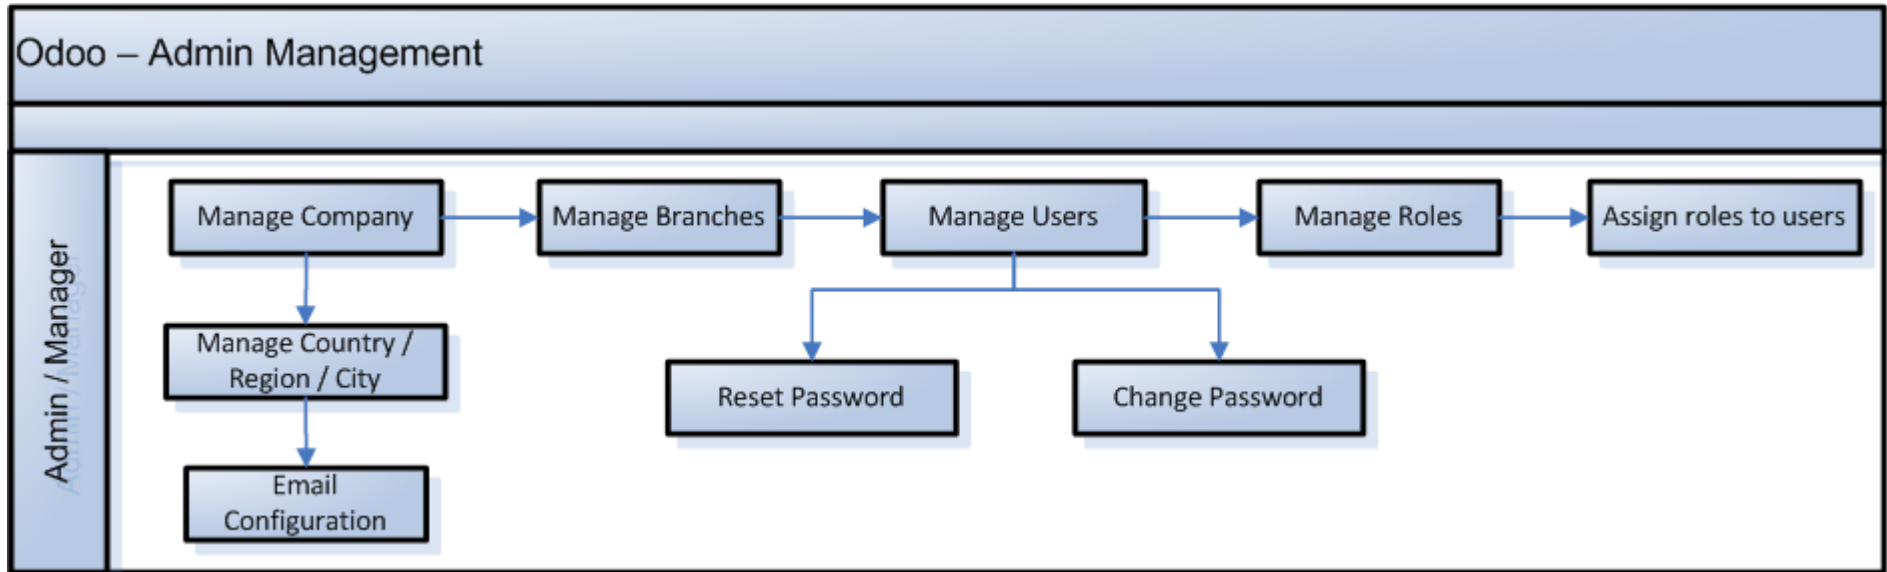 Odoo – Admin Management
Admin / Manager
Manage Company
Manage Branches
Manage Users
Manage Roles
Assign roles to users
Manage Country /
Region / City
Reset Password
Change Password
Email
Configuration